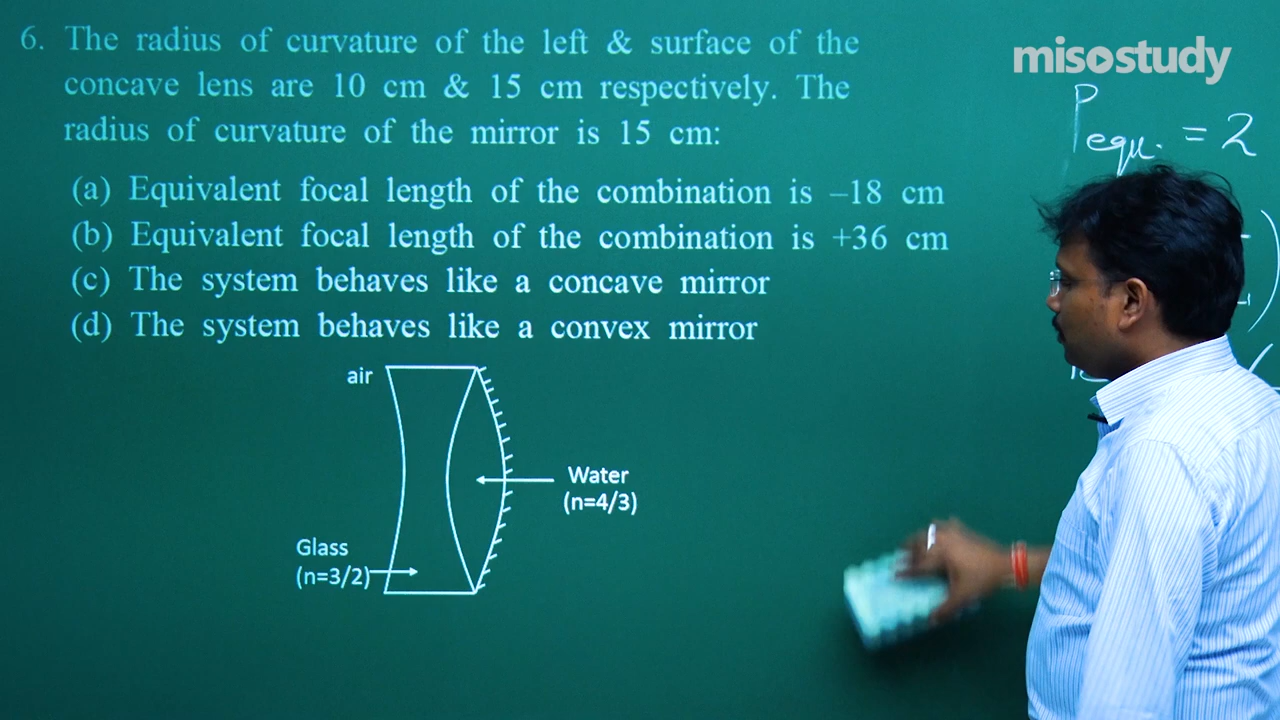 6. The radius of curvature of the left & surface of the
concave lens are 10 cm & 15 cm respectively. The
radius of curvature of the mirror is 15 cm:
(a) Equivalent focal length of the combination is –18 cm
(b) Equivalent focal length of the combination is +36 cm
(c) The system behaves like a concave mirror
(d) The system behaves like a convex mirror
misostudy
P equ. = 2
air
Water
(n=4/3)
Glass
(n=3/2)